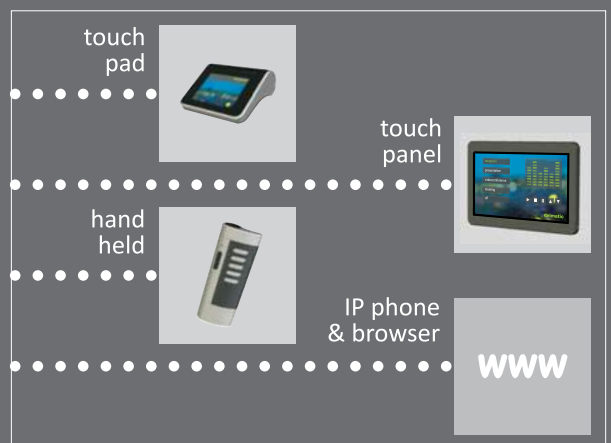 touch
pad
touch
panel
hand
held
IP phone
& browser
www